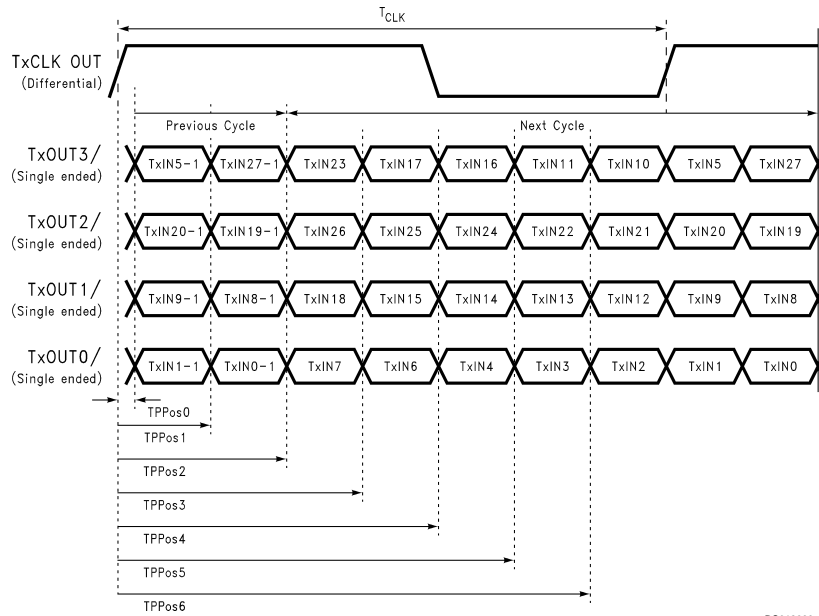 TCLK
TxCLK OUT
(Differential)
Previous Cycle
Next Cycle
TxOUT3/
(Single ended)
TxIN5-1 TxIN27-1 TxIN23 TxIN17 TxIN16 TxIN11 TxIN10 TxIN5 TxIN27
TxOUT2/
(Single ended)
TxIN20-1 TxIN19-1 TxIN26 TxIN25 TxIN24 TxIN22 TxIN21 TxIN20 TxIN19
TxOUT1/
(Single ended)
TxIN9-1 TxIN8-1 TxIN18 TxIN15 TxIN14 TxIN13 TxIN12 TxIN9 TxIN8
TxOUT0/
(Single ended)
TxIN1-1 TxIN0-1 TxIN7 TxIN6 TxIN4 TxIN3 TxIN2 TxIN1 TxIN0
TPPos0
TPPos1
TPPos2
TPPos3
TPPos4
TPPos5
TPPos6